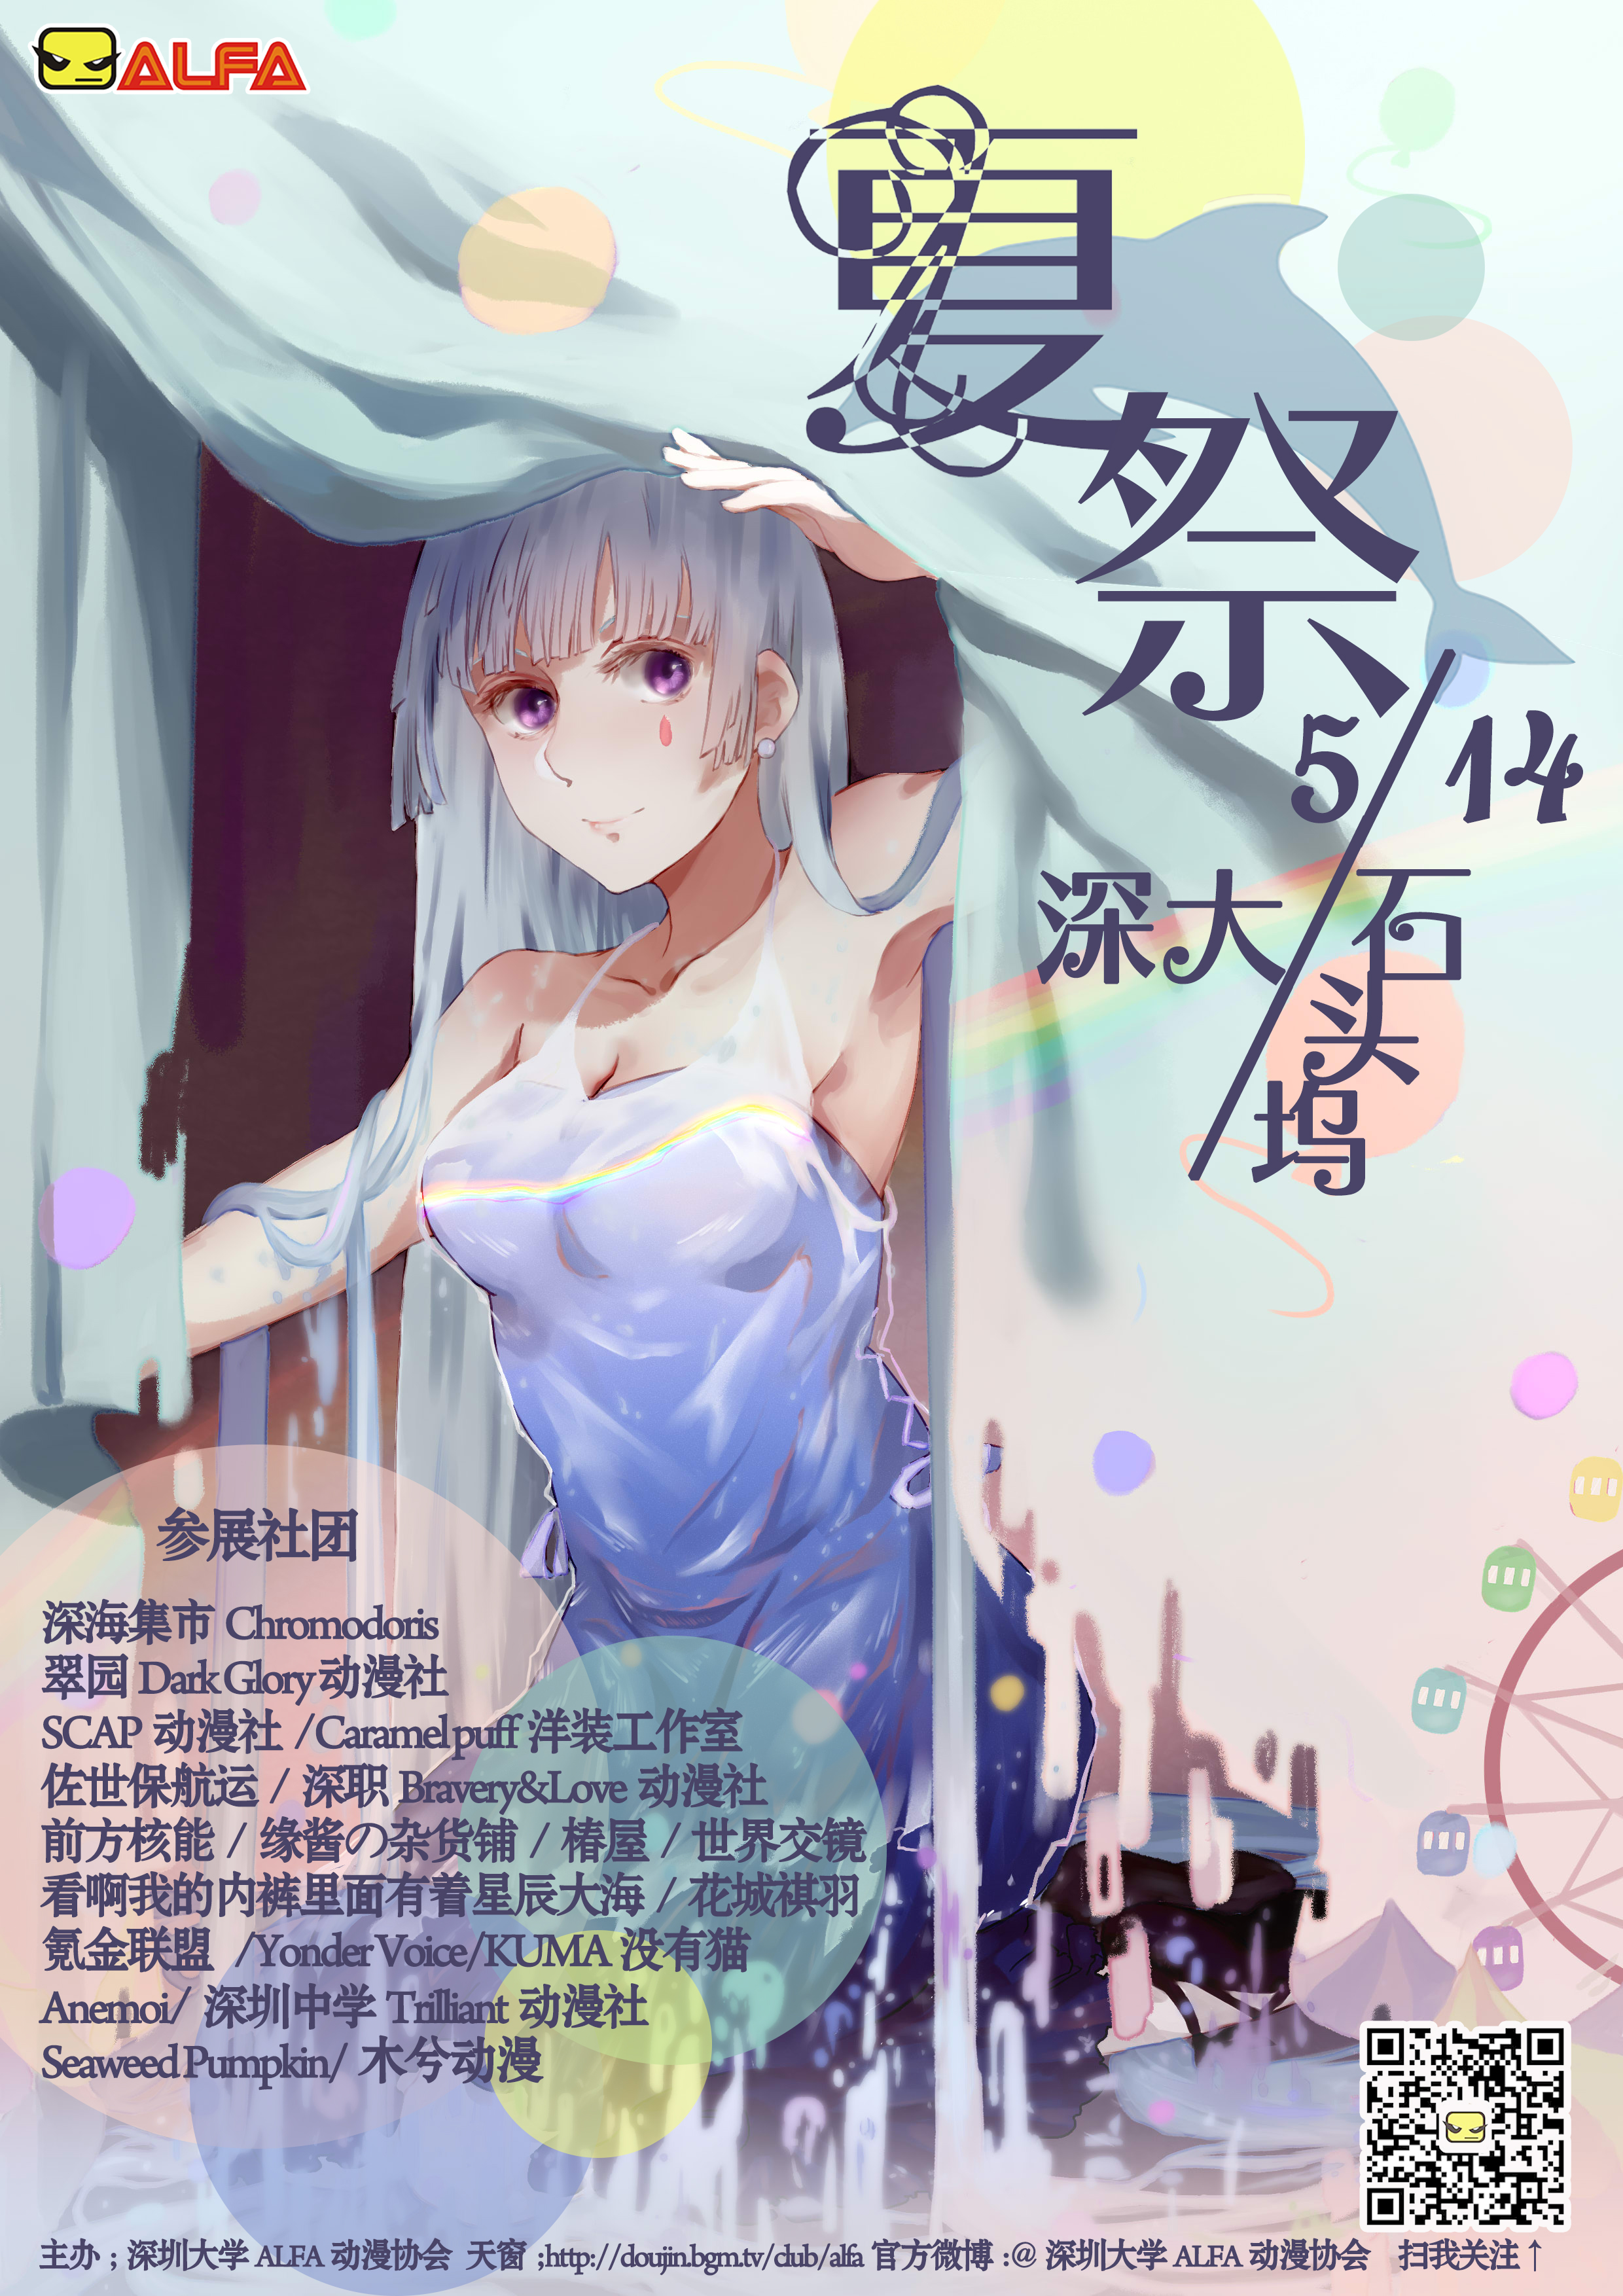 ALFA
夏
祭
5/14
深大/石
头
坞
参展社团
深海集市 Chromodoris
翠园 Dark Glory 动漫社
SCAP 动漫社 /Caramel puff 洋装工作室
佐世保航运 / 深职 Bravery&Love 动漫社
前方核能 / 缘酱の杂货铺 / 椿屋 / 世界交镜
看啊我的内裤里面有着星辰大海 / 花城祺羽
氪金联盟 /Yonder Voice/KUMA 没有猫
Anemoi/ 深圳中学 Trilliant 动漫社
Seaweed Pumpkin/ 木兮动漫
主办 ; 深圳大学 ALFA 动漫协会 天窗 ;http://doujin.bgm.tv/club/alfa 官方微博 :@ 深圳大学 ALFA 动漫协会 扫我关注↑